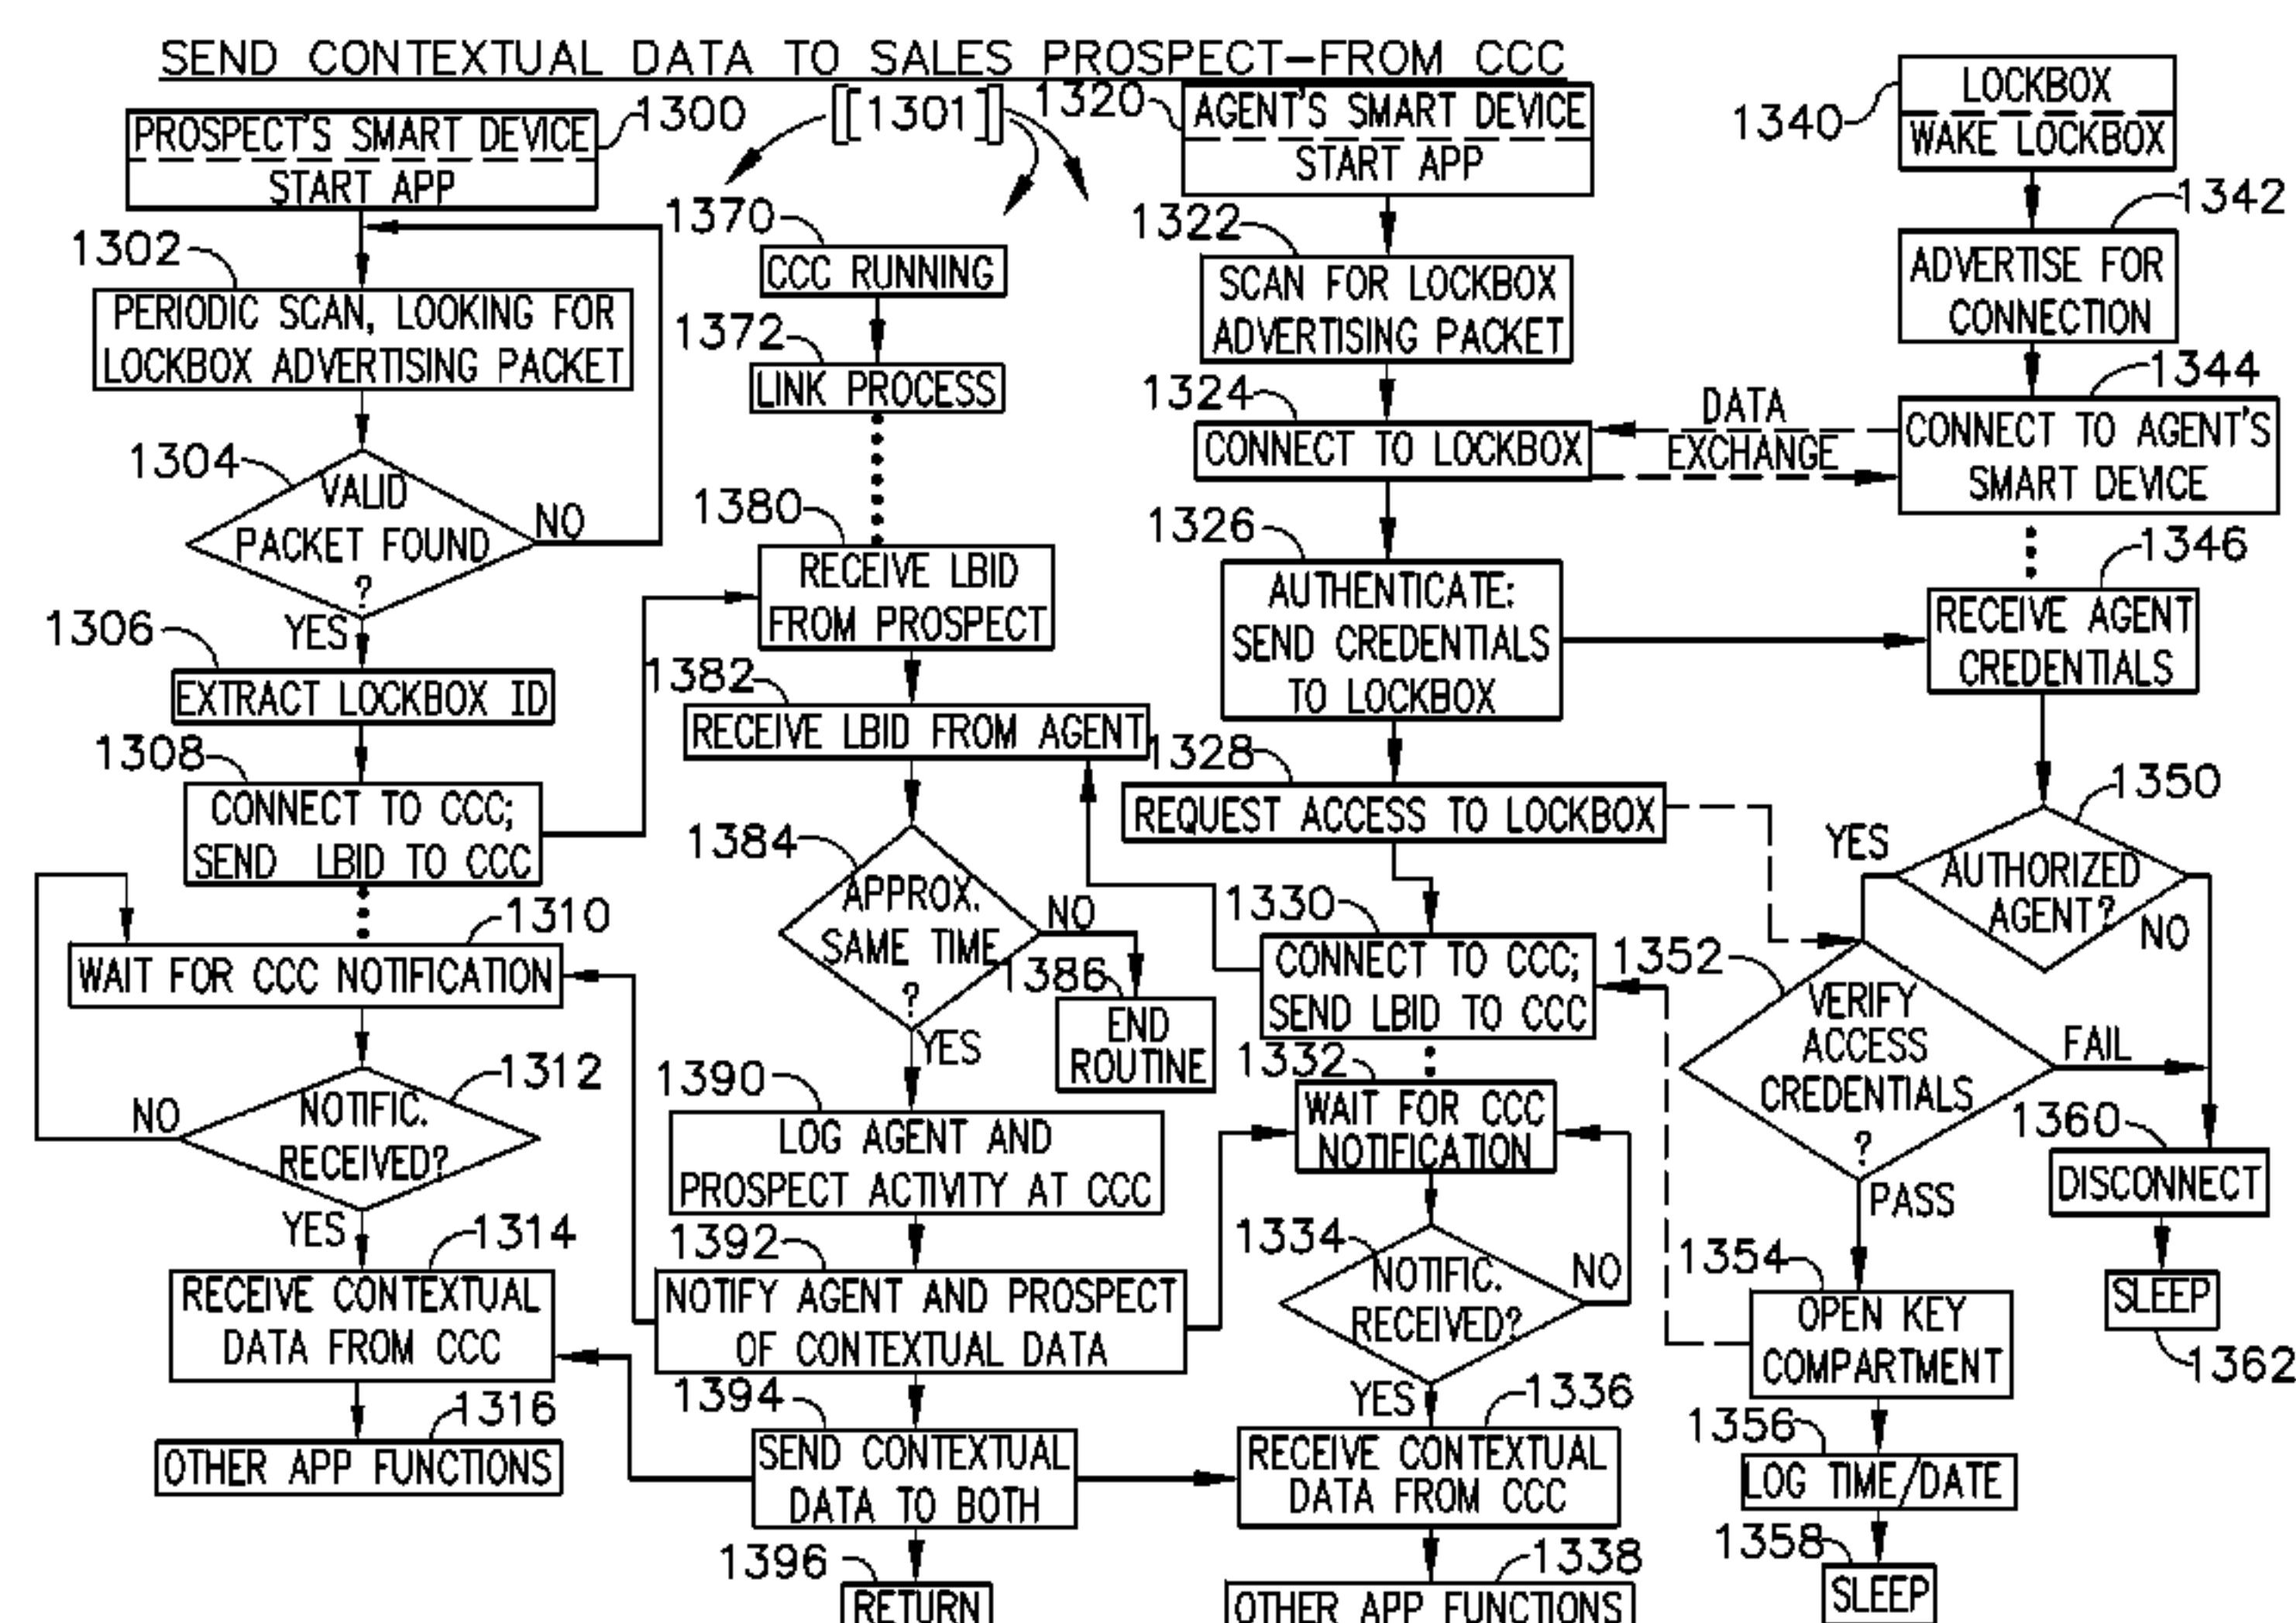 SEND CONTEXTUAL DATA TO SALES PROSPECT-FROM CCC
[[1301]]
1300
PROSPECT'S SMART DEVICE
START APP
1302
PERIODIC SCAN, LOOKING FOR
LOCKBOX ADVERTISING PACKET
1304
VALID
PACKET FOUND
?
NO
YES
1306
EXTRACT LOCKBOX ID
1308
CONNECT TO CCC;
SEND LBID TO CCC
1310
WAIT FOR CCC NOTIFICATION
1312
NOTIFIC.
RECEIVED?
NO
YES
1314
RECEIVE CONTEXTUAL
DATA FROM CCC
1316
OTHER APP FUNCTIONS
1370
CCC RUNNING
1372
LINK PROCESS
1380
RECEIVE LBID
FROM PROSPECT
1382
RECEIVE LBID FROM AGENT
1384
APPROX.
SAME TIME
?
NO
YES
1386
END
ROUTINE
1390
LOG AGENT AND
PROSPECT ACTIVITY AT CCC
1392
NOTIFY AGENT AND PROSPECT
OF CONTEXTUAL DATA
1394
SEND CONTEXTUAL
DATA TO BOTH
1396
RETURN
1320
AGENT'S SMART DEVICE
START APP
1322
SCAN FOR LOCKBOX
ADVERTISING PACKET
1324
CONNECT TO LOCKBOX
DATA
EXCHANGE
1326
AUTHENTICATE:
SEND CREDENTIALS
TO LOCKBOX
1328
REQUEST ACCESS TO LOCKBOX
1330
CONNECT TO CCC;
SEND LBID TO CCC
1332
WAIT FOR CCC
NOTIFICATION
1334
NOTIFIC.
RECEIVED?
NO
YES
1336
RECEIVE CONTEXTUAL
DATA FROM CCC
1338
OTHER APP FUNCTIONS
1340
LOCKBOX
WAKE LOCKBOX
1342
ADVERTISE FOR
CONNECTION
1344
CONNECT TO AGENT'S
SMART DEVICE
1346
RECEIVE AGENT
CREDENTIALS
1350
AUTHORIZED
AGENT?
YES
NO
1352
VERIFY
ACCESS
CREDENTIALS
?
FAIL
PASS
1360
DISCONNECT
SLEEP
1362
1354
OPEN KEY
COMPARTMENT
1356
LOG TIME/DATE
1358
SLEEP